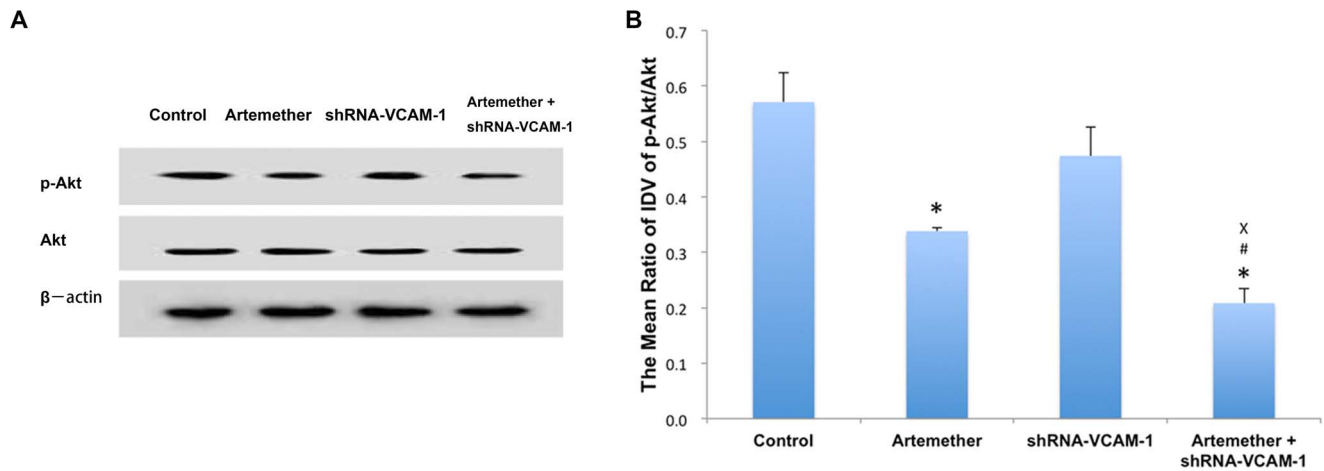 A
Control Artemether shRNA-VCAM-1 Artemether +
shRNA-VCAM-1
p-Akt
Akt
β—actin
B
The Mean Ratio of IDV of p-Akt/Akt
0.7
0.6
0.5
0.4
0.3
0.2
0.1
0.0
*
X
#
*
Control
Artemether
shRNA-VCAM-1
Artemether +
shRNA-VCAM-1